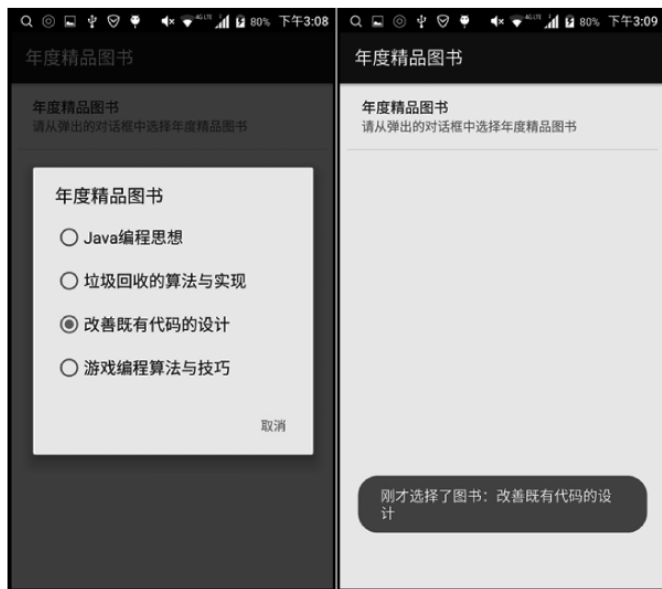 4G LTE 80% 下午3:08
年度精品图书
年度精品图书
请从弹出的对话框中选择年度精品图书
年度精品图书
Java编程思想
垃圾回收的算法与实现
改善既有代码的设计
游戏编程算法与技巧
取消
4G LTE 80% 下午3:09
年度精品图书
年度精品图书
请从弹出的对话框中选择年度精品图书
刚才选择了图书：改善既有代码的设
计